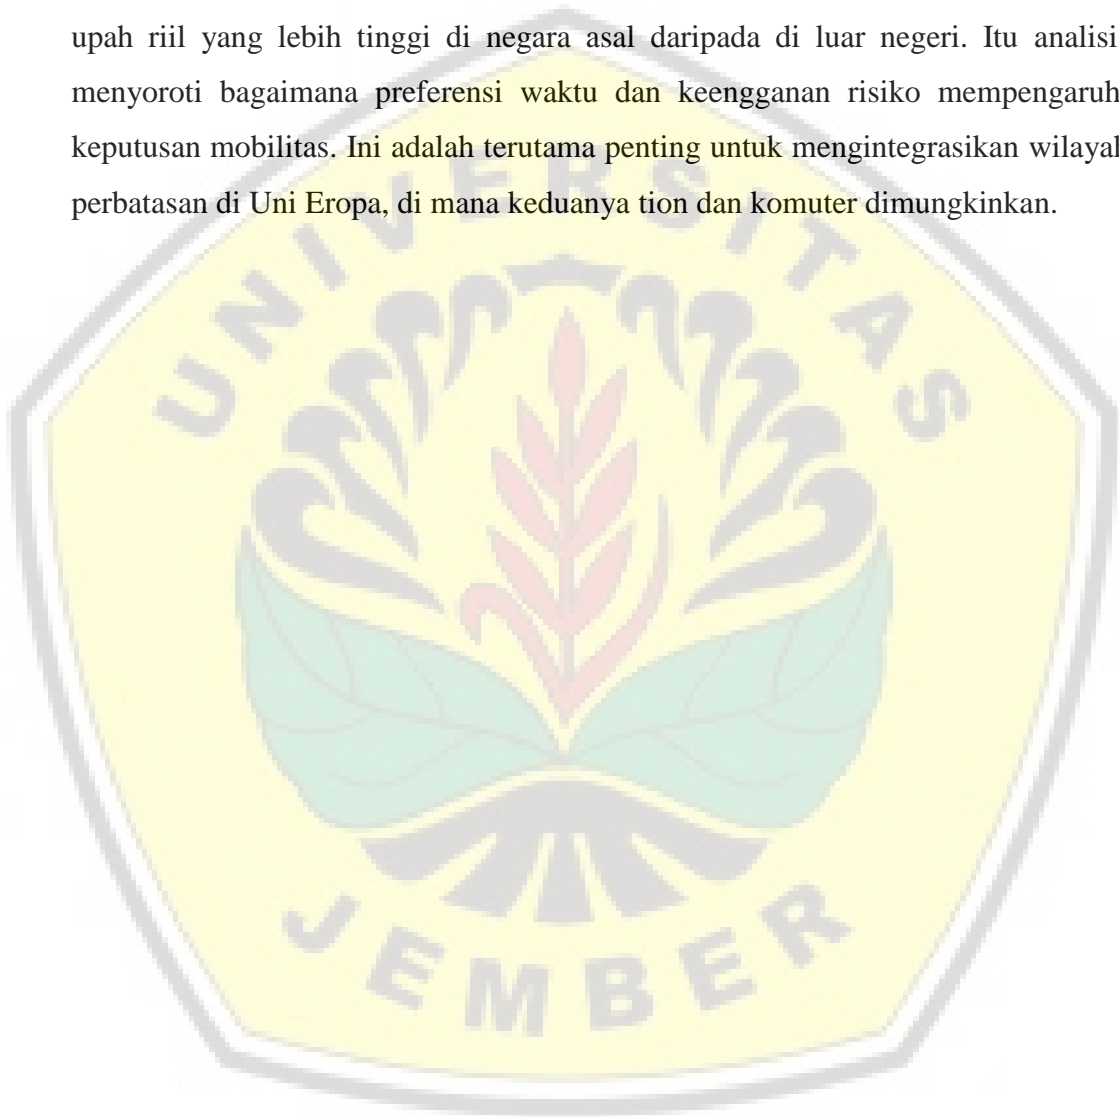 upah riil yang lebih tinggi di negara asal daripada di luar negeri. Itu analisi
menyoroti bagaimana preferensi waktu dan keengganan risiko mempengaruh
keputusan mobilitas. Ini adalah terutama penting untuk mengintegrasikan wilaya
perbatasan di Uni Eropa, di mana keduanya tion dan komuter dimungkinkan.
UNIVERSITAS
JEMBER